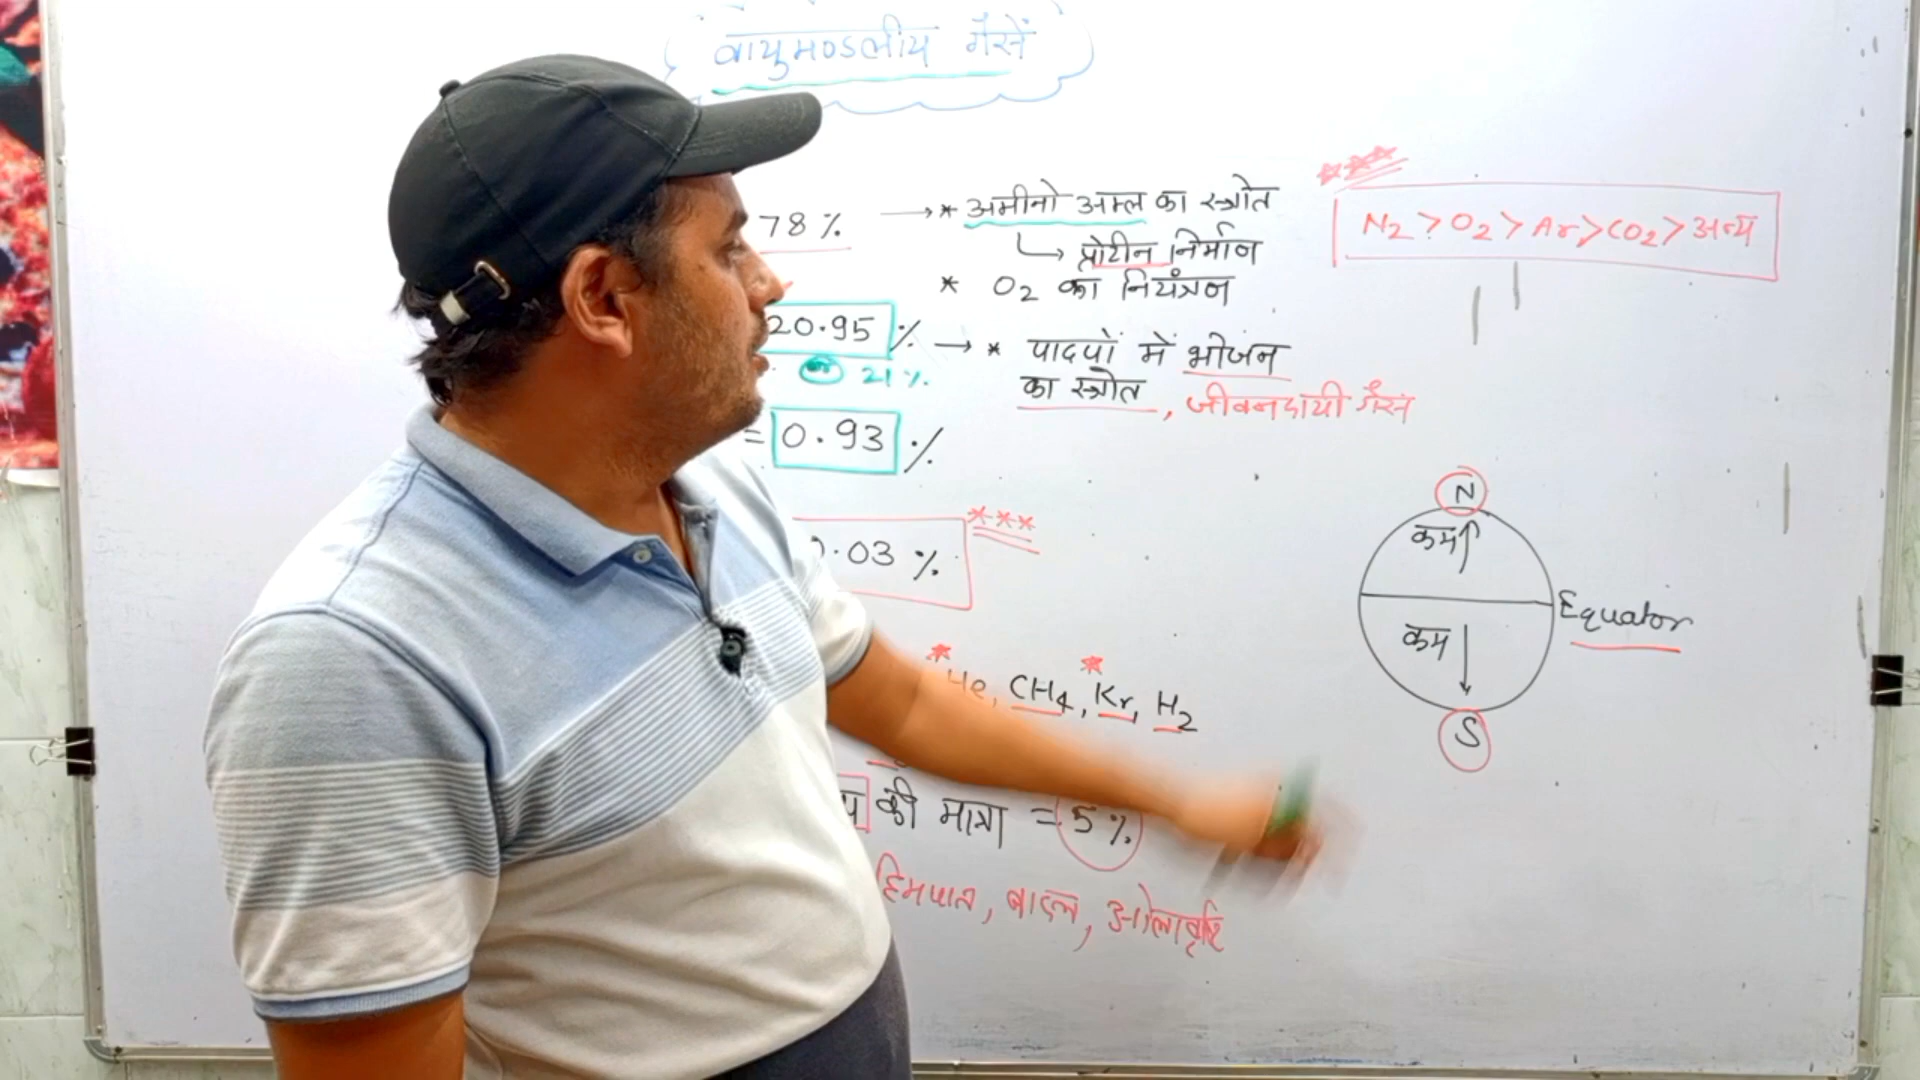 वायुमण्डलीय गैसें
78% → * अमीनो अम्ल का स्त्रोत
→ प्रोटीन निर्माण
* O2 का नियंत्रण
20.95 % → * पादपों में भोजन
21%
का स्त्रोत, जीवनदायी गैस
= 0.93 %
.03 % ***
He, CH4, Kr, H2
की मात्रा = 5%
हिमपात, बादल, ओलावृष्टि
***
N2 > O2 > Ar > CO2 > अन्य
N
कम ↑
Equator
कम ↓
S